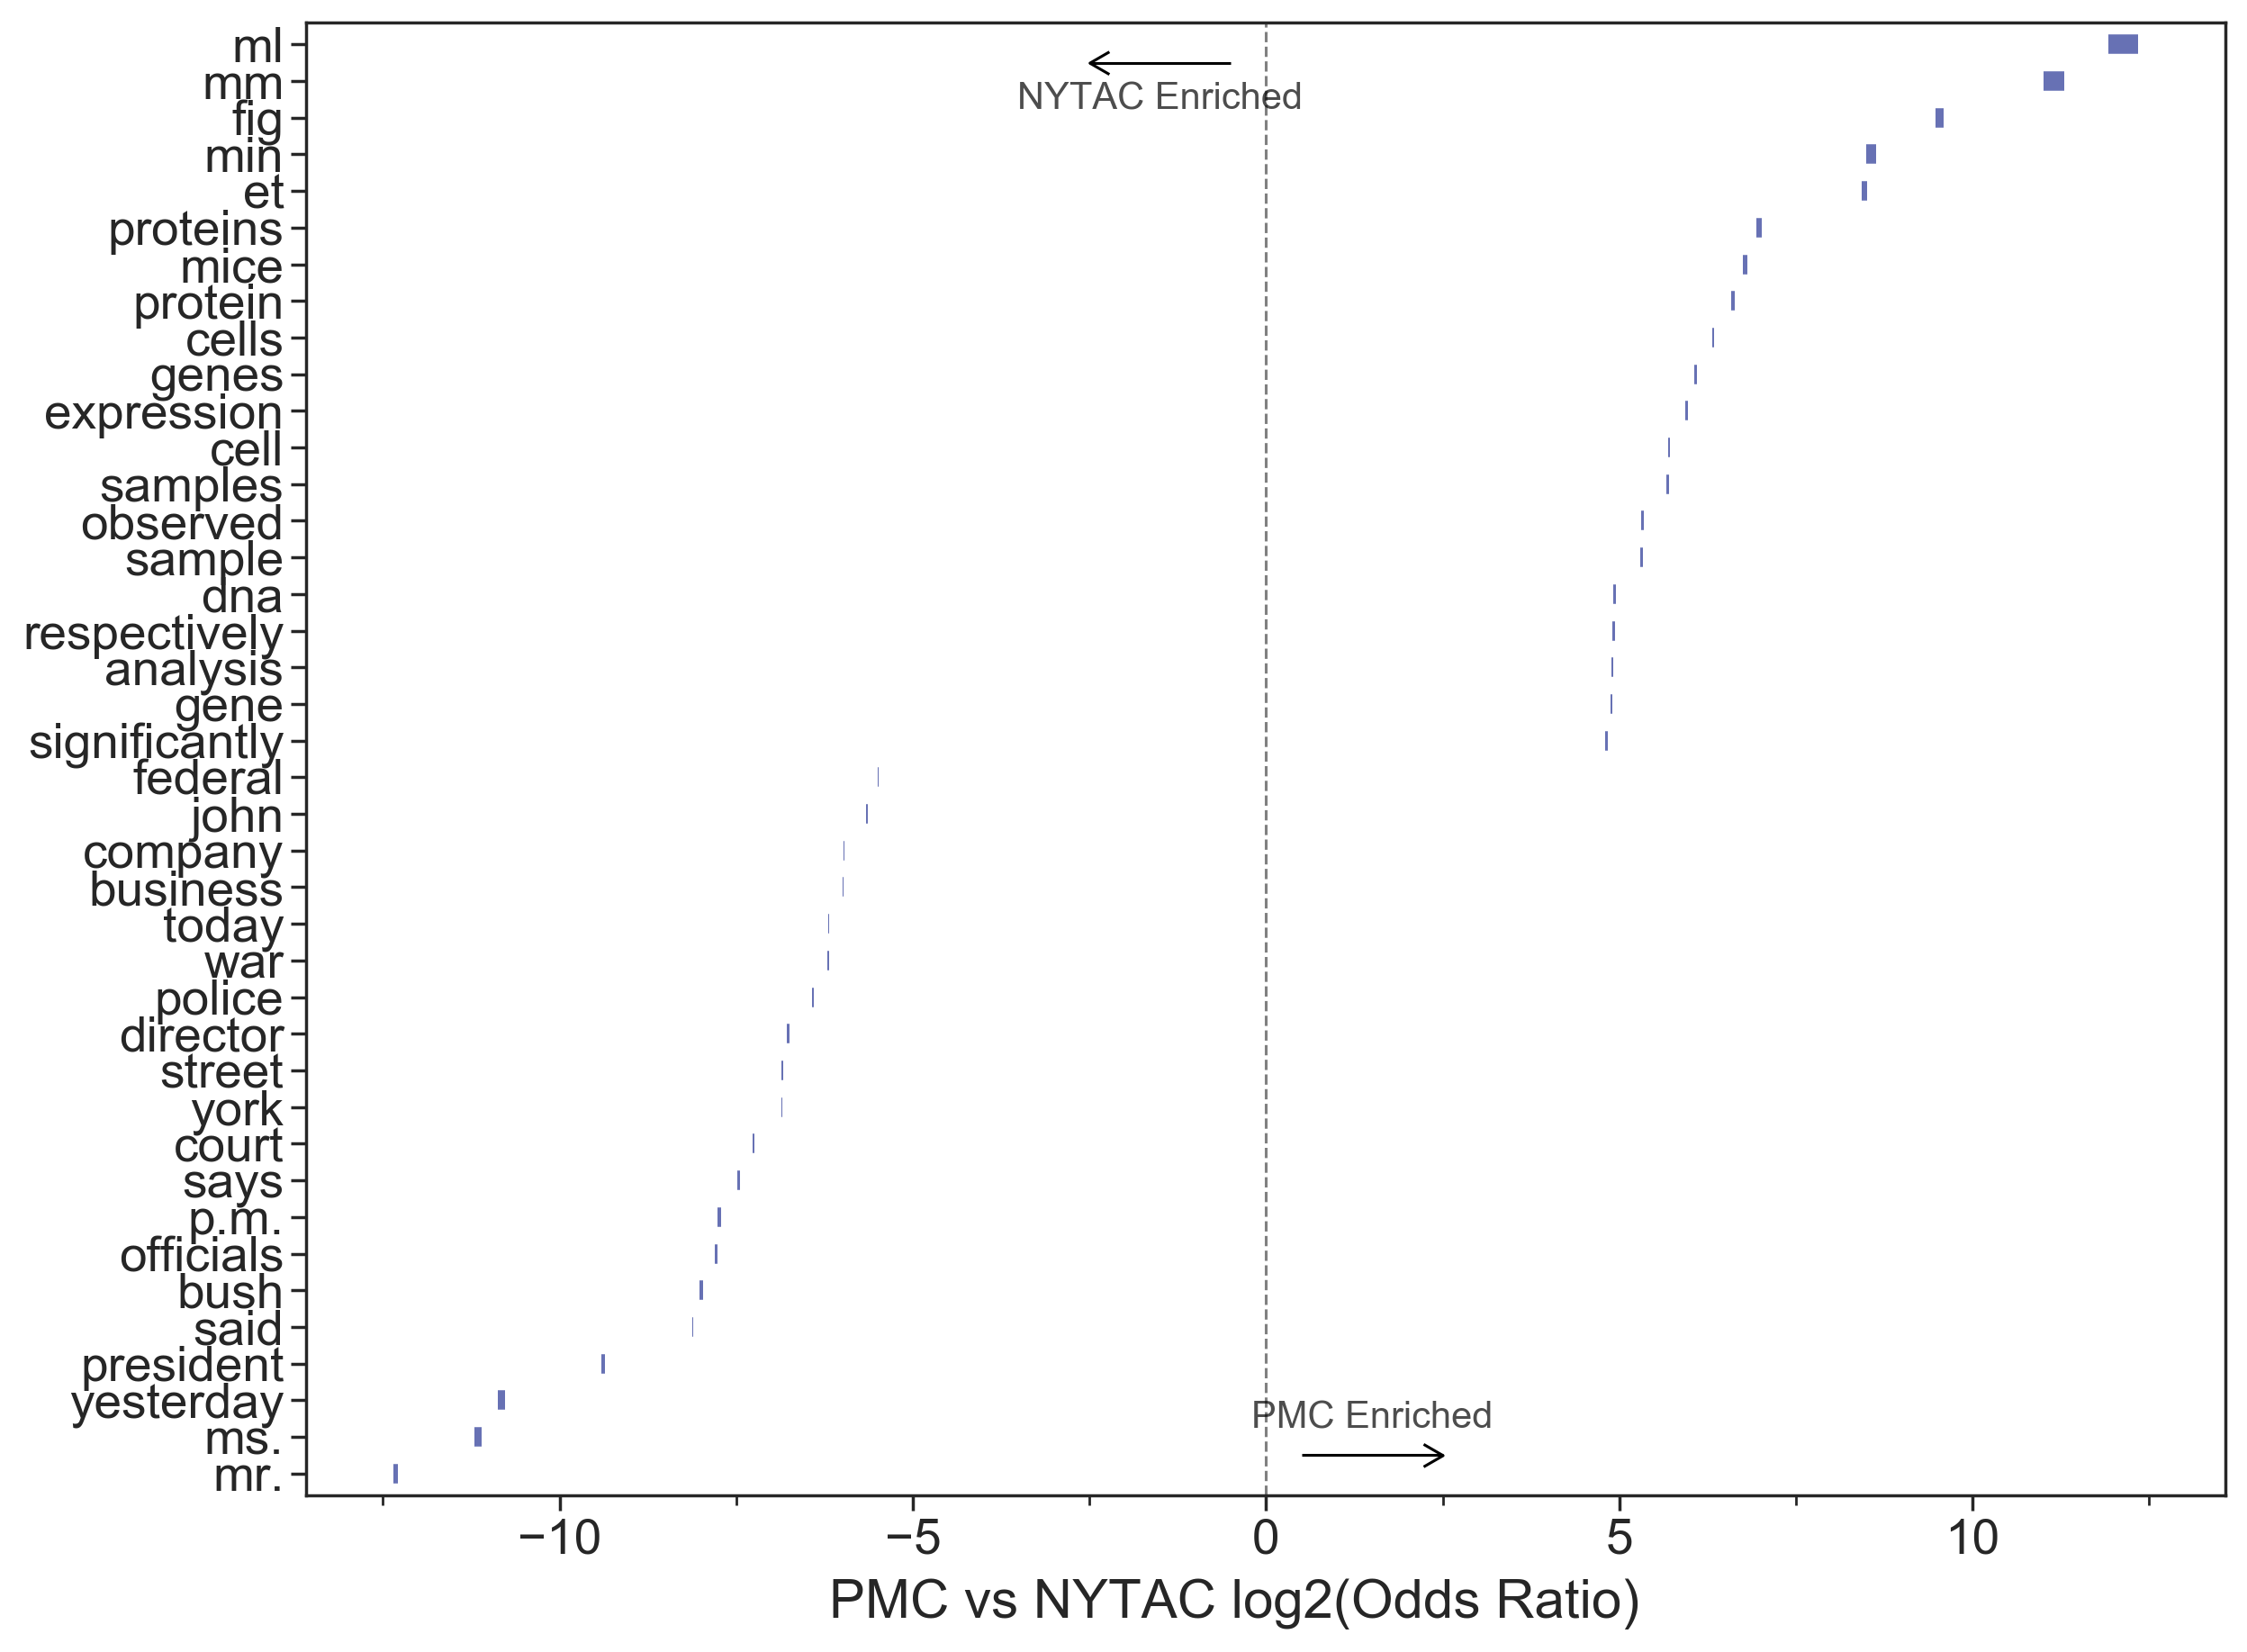 ml
NYTAC Enriched
mm
fig
min
et
proteins
mice
protein
cells
genes
expression
cell
samples
observed
sample
dna
respectively
analysis
gene
significantly
federal
john
company
business
today
war
police
director
street
york
court
says
p.m.
officials
bush
said
president
yesterday
PMC Enriched
ms.
mr.
−10 −5 0 5 10
PMC vs NYTAC log2(Odds Ratio)